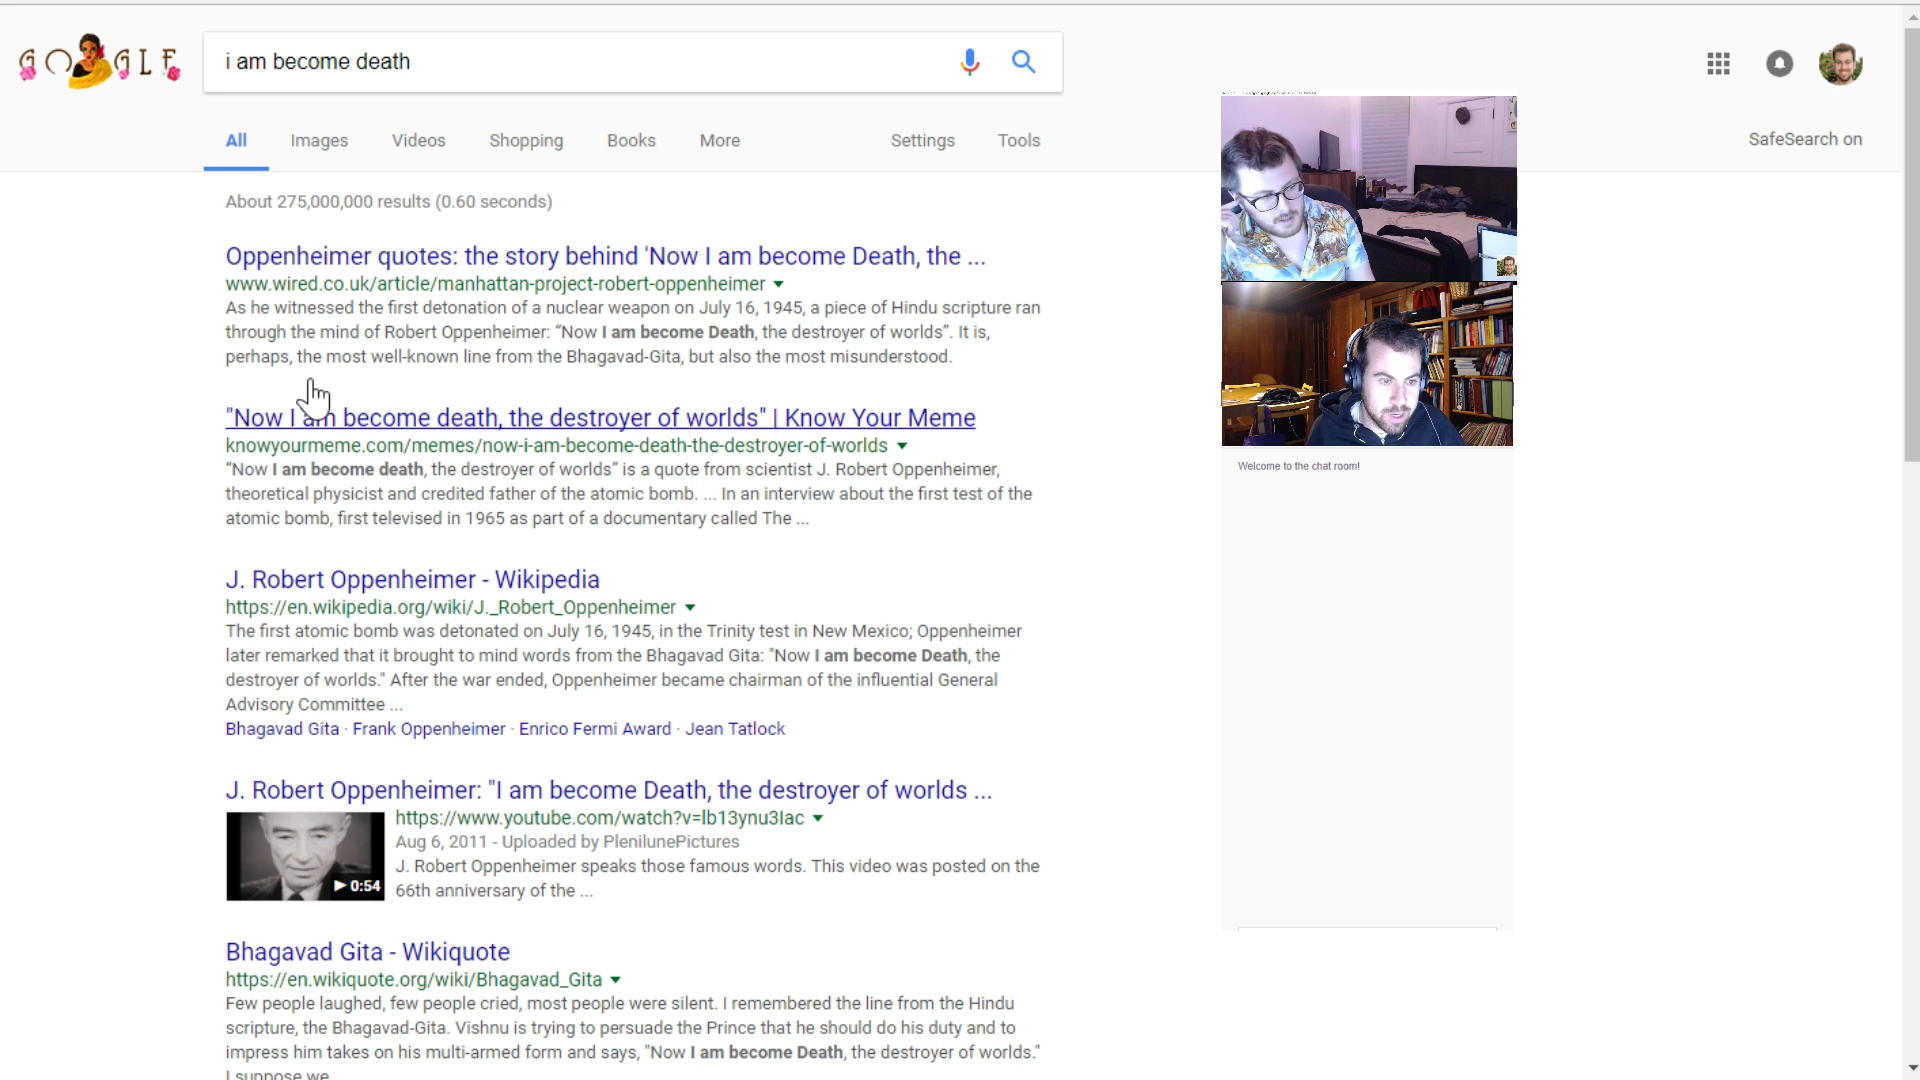 GOOGLE
i am become death
All Images Videos Shopping Books More Settings Tools
SafeSearch on
About 275,000,000 results (0.60 seconds)
Oppenheimer quotes: the story behind 'Now I am become Death, the ...
www.wired.co.uk/article/manhattan-project-robert-oppenheimer
As he witnessed the first detonation of a nuclear weapon on July 16, 1945, a piece of Hindu scripture ran
through the mind of Robert Oppenheimer: “Now I am become Death, the destroyer of worlds”. It is,
perhaps, the most well-known line from the Bhagavad-Gita, but also the most misunderstood.
"Now I am become death, the destroyer of worlds" | Know Your Meme
knowyourmeme.com/memes/now-i-am-become-death-the-destroyer-of-worlds
“Now I am become death, the destroyer of worlds” is a quote from scientist J. Robert Oppenheimer,
theoretical physicist and credited father of the atomic bomb. ... In an interview about the first test of the
atomic bomb, first televised in 1965 as part of a documentary called The ...
J. Robert Oppenheimer - Wikipedia
https://en.wikipedia.org/wiki/J._Robert_Oppenheimer
The first atomic bomb was detonated on July 16, 1945, in the Trinity test in New Mexico; Oppenheimer
later remarked that it brought to mind words from the Bhagavad Gita: "Now I am become Death, the
destroyer of worlds." After the war ended, Oppenheimer became chairman of the influential General
Advisory Committee ...
Bhagavad Gita · Frank Oppenheimer · Enrico Fermi Award · Jean Tatlock
J. Robert Oppenheimer: "I am become Death, the destroyer of worlds ...
https://www.youtube.com/watch?v=lb13ynu3Iac
Aug 6, 2011 - Uploaded by PlenilunePictures
J. Robert Oppenheimer speaks those famous words. This video was posted on the
66th anniversary of the ...
0:54
Bhagavad Gita - Wikiquote
https://en.wikiquote.org/wiki/Bhagavad_Gita
Few people laughed, few people cried, most people were silent. I remembered the line from the Hindu
scripture, the Bhagavad-Gita. Vishnu is trying to persuade the Prince that he should do his duty and to
impress him takes on his multi-armed form and says, "Now I am become Death, the destroyer of worlds."
I suppose we
Welcome to the chat room!